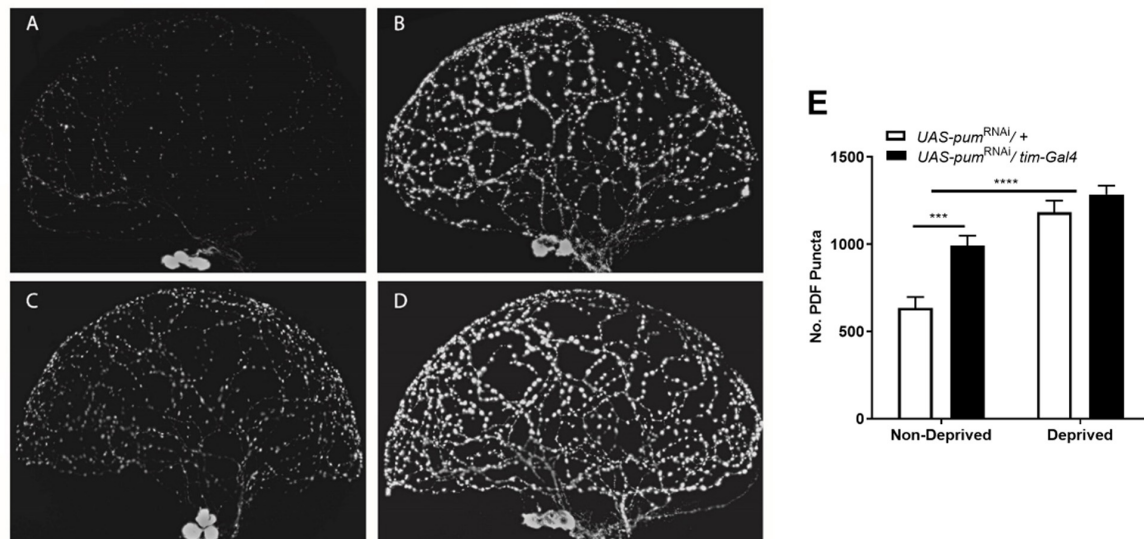 A
B
C
D
E
UAS-pumRNAi/ +
UAS-pumRNAi/ tim-Gal4
No. PDF Puncta
1500
1000
500
0
***
****
Non-Deprived
Deprived